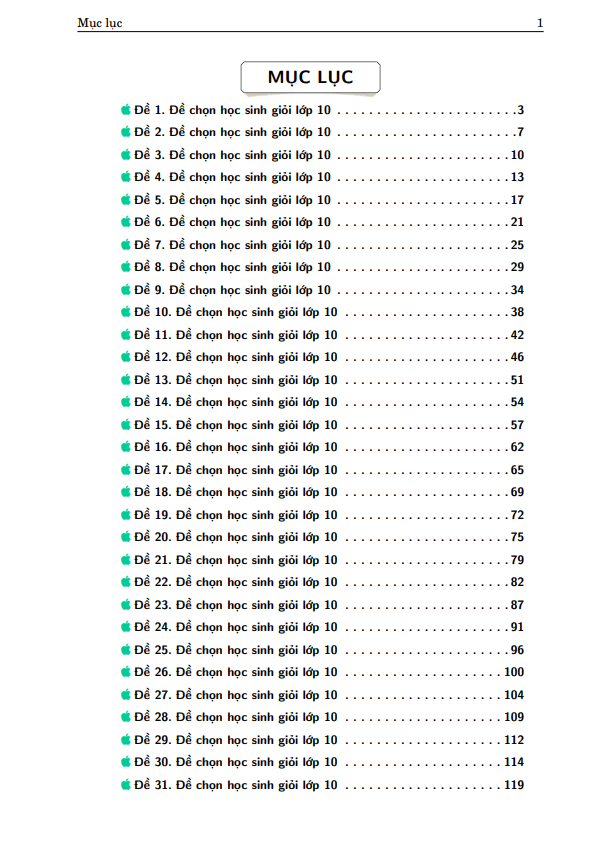 Mục lục 1
MỤC LỤC
Đề 1. Đề chọn học sinh giỏi lớp 10 . . . . . . . . . . . . . . . . . . . . . . . 3
Đề 2. Đề chọn học sinh giỏi lớp 10 . . . . . . . . . . . . . . . . . . . . . . . 7
Đề 3. Đề chọn học sinh giỏi lớp 10 . . . . . . . . . . . . . . . . . . . . . . 10
Đề 4. Đề chọn học sinh giỏi lớp 10 . . . . . . . . . . . . . . . . . . . . . . 13
Đề 5. Đề chọn học sinh giỏi lớp 10 . . . . . . . . . . . . . . . . . . . . . . 17
Đề 6. Đề chọn học sinh giỏi lớp 10 . . . . . . . . . . . . . . . . . . . . . . 21
Đề 7. Đề chọn học sinh giỏi lớp 10 . . . . . . . . . . . . . . . . . . . . . . 25
Đề 8. Đề chọn học sinh giỏi lớp 10 . . . . . . . . . . . . . . . . . . . . . . 29
Đề 9. Đề chọn học sinh giỏi lớp 10 . . . . . . . . . . . . . . . . . . . . . . 34
Đề 10. Đề chọn học sinh giỏi lớp 10 . . . . . . . . . . . . . . . . . . . . . 38
Đề 11. Đề chọn học sinh giỏi lớp 10 . . . . . . . . . . . . . . . . . . . . . 42
Đề 12. Đề chọn học sinh giỏi lớp 10 . . . . . . . . . . . . . . . . . . . . . 46
Đề 13. Đề chọn học sinh giỏi lớp 10 . . . . . . . . . . . . . . . . . . . . . 51
Đề 14. Đề chọn học sinh giỏi lớp 10 . . . . . . . . . . . . . . . . . . . . . 54
Đề 15. Đề chọn học sinh giỏi lớp 10 . . . . . . . . . . . . . . . . . . . . . 57
Đề 16. Đề chọn học sinh giỏi lớp 10 . . . . . . . . . . . . . . . . . . . . . 62
Đề 17. Đề chọn học sinh giỏi lớp 10 . . . . . . . . . . . . . . . . . . . . . 65
Đề 18. Đề chọn học sinh giỏi lớp 10 . . . . . . . . . . . . . . . . . . . . . 69
Đề 19. Đề chọn học sinh giỏi lớp 10 . . . . . . . . . . . . . . . . . . . . . 72
Đề 20. Đề chọn học sinh giỏi lớp 10 . . . . . . . . . . . . . . . . . . . . . 75
Đề 21. Đề chọn học sinh giỏi lớp 10 . . . . . . . . . . . . . . . . . . . . . 79
Đề 22. Đề chọn học sinh giỏi lớp 10 . . . . . . . . . . . . . . . . . . . . . 82
Đề 23. Đề chọn học sinh giỏi lớp 10 . . . . . . . . . . . . . . . . . . . . . 87
Đề 24. Đề chọn học sinh giỏi lớp 10 . . . . . . . . . . . . . . . . . . . . . 91
Đề 25. Đề chọn học sinh giỏi lớp 10 . . . . . . . . . . . . . . . . . . . . . 96
Đề 26. Đề chọn học sinh giỏi lớp 10 . . . . . . . . . . . . . . . . . . . . 100
Đề 27. Đề chọn học sinh giỏi lớp 10 . . . . . . . . . . . . . . . . . . . . 104
Đề 28. Đề chọn học sinh giỏi lớp 10 . . . . . . . . . . . . . . . . . . . . 109
Đề 29. Đề chọn học sinh giỏi lớp 10 . . . . . . . . . . . . . . . . . . . . 112
Đề 30. Đề chọn học sinh giỏi lớp 10 . . . . . . . . . . . . . . . . . . . . 114
Đề 31. Đề chọn học sinh giỏi lớp 10 . . . . . . . . . . . . . . . . . . . . 119